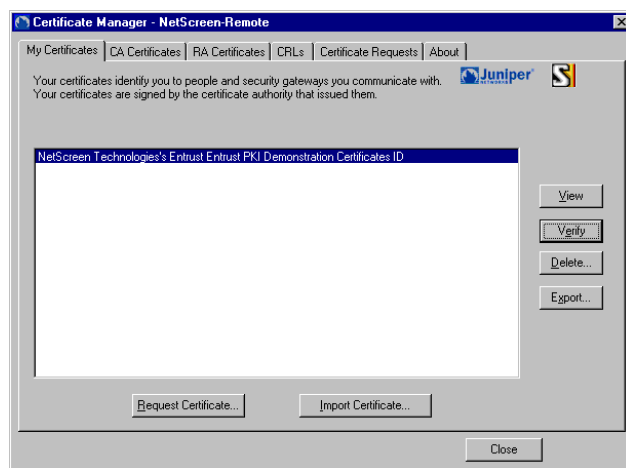 Certificate Manager - NetScreen-Remote
My Certificates
CA Certificates
RA Certificates
CRLs
Certificate Requests
About
Your certificates identify you to people and security gateways you communicate with.
Your certificates are signed by the certificate authority that issued them.
Juniper
NETWORKS
NetScreen Technologies's Entrust Entrust PKI Demonstration Certificates ID
View
Verify
Delete...
Export...
Request Certificate...
Import Certificate...
Close